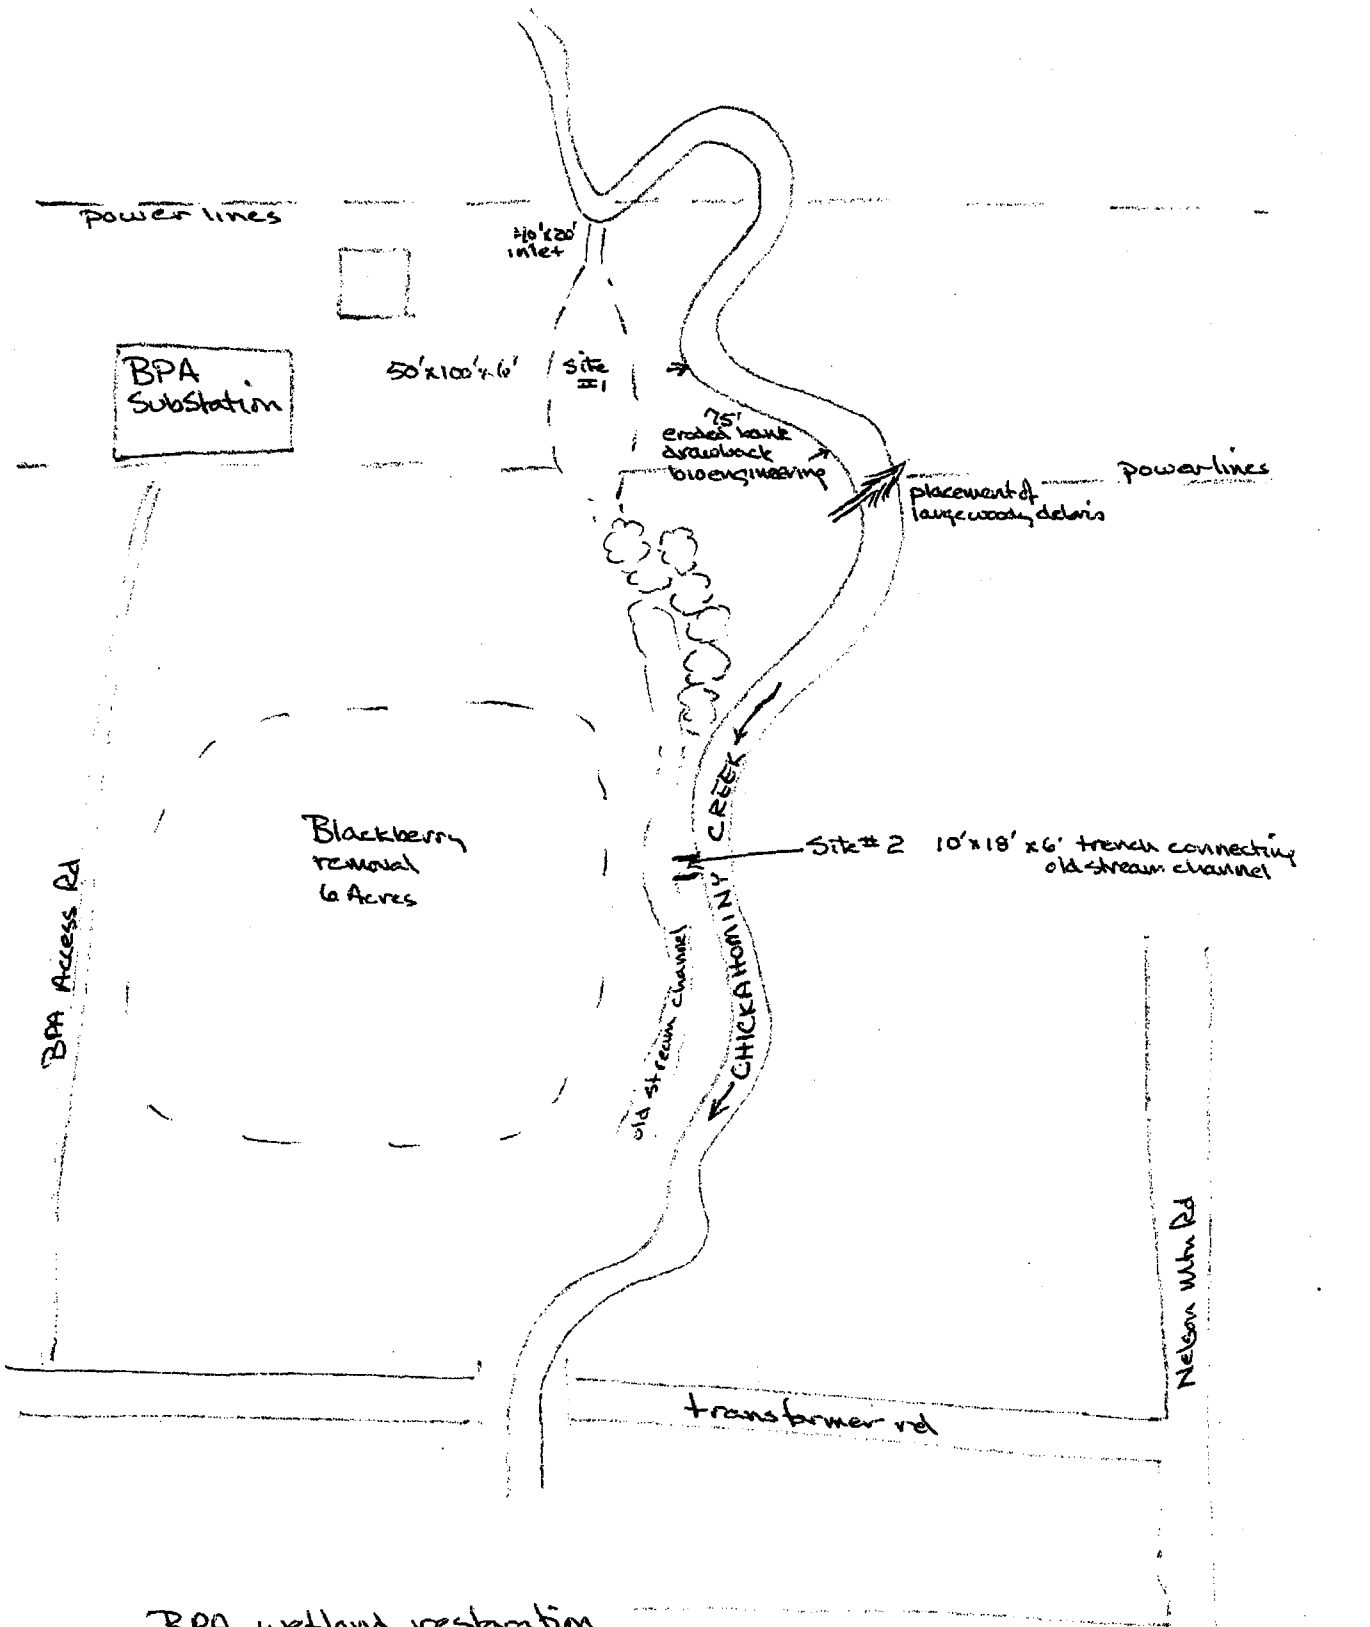 power lines
40'x20'
inlet
BPA
Substation
50'x100'x6'
Site
#1
75'
eroded bank
drawback
bioengineering
powerlines
placement of
large woody debris
Blackberry
removal
6 Acres
CHICKAHOMINY CREEK
Site # 2 10'x18'x6' trench connecting
old stream channel
old stream channel
BPA Access Rd
Nelson Mtn Rd
transformer rd
BPA wetland restoration